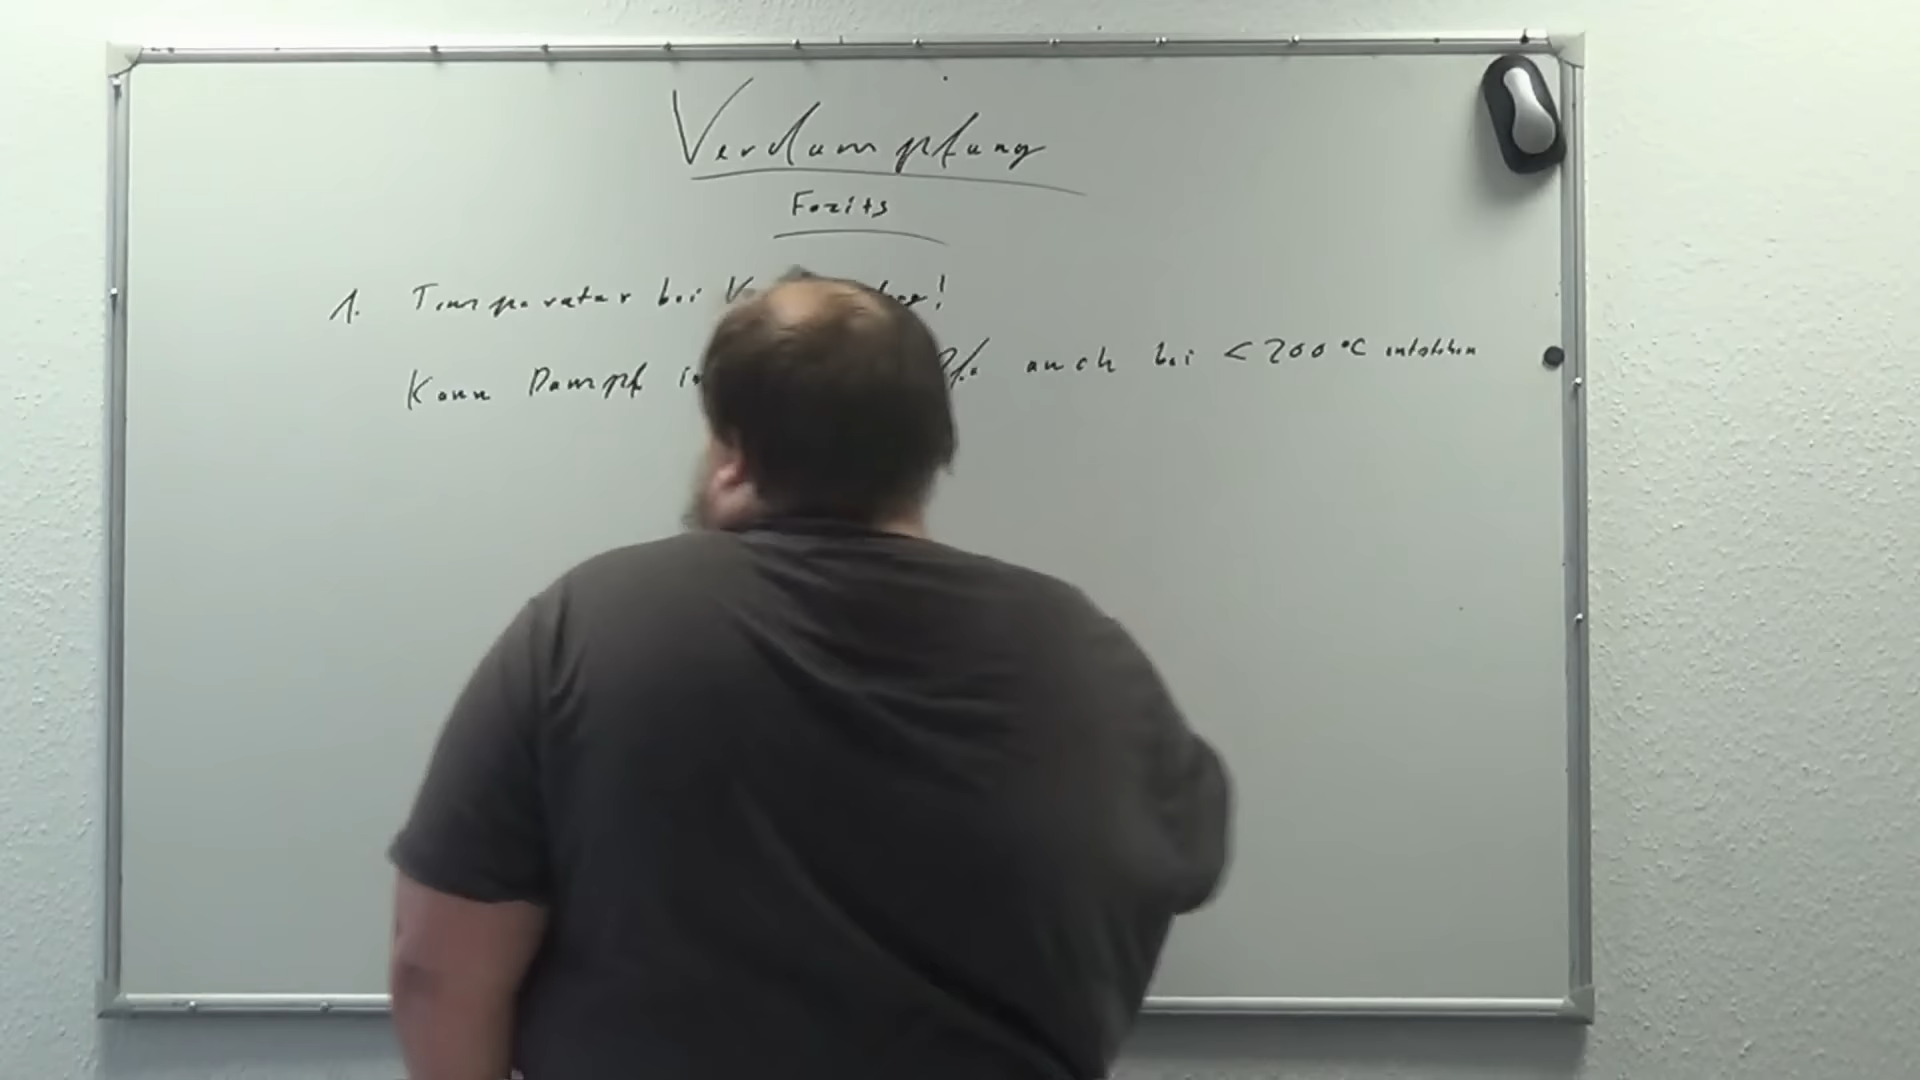 Verdampfung
Fazits
1. Temperatur bei
Kann Dampf auch bei <200°C entstehen